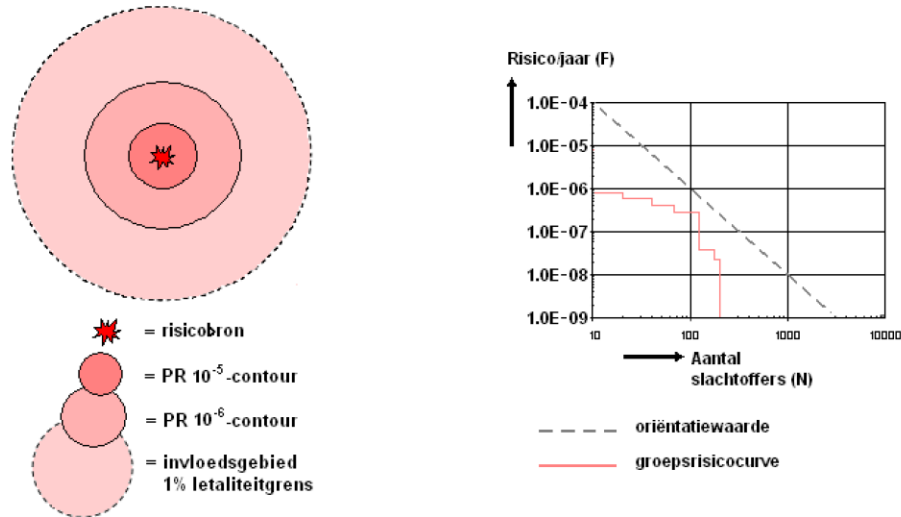 = risicobron
= PR 10⁻⁵-contour
= PR 10⁻⁶-contour
= invloedsgebied
1% letaliteitgrens
Risico/jaar (F)
1.0E-04
1.0E-05
1.0E-06
1.0E-07
1.0E-08
1.0E-09
10 100 1000 10000
Aantal
slachtoffers (N)
oriëntatiewaarde
groepsrisicocurve